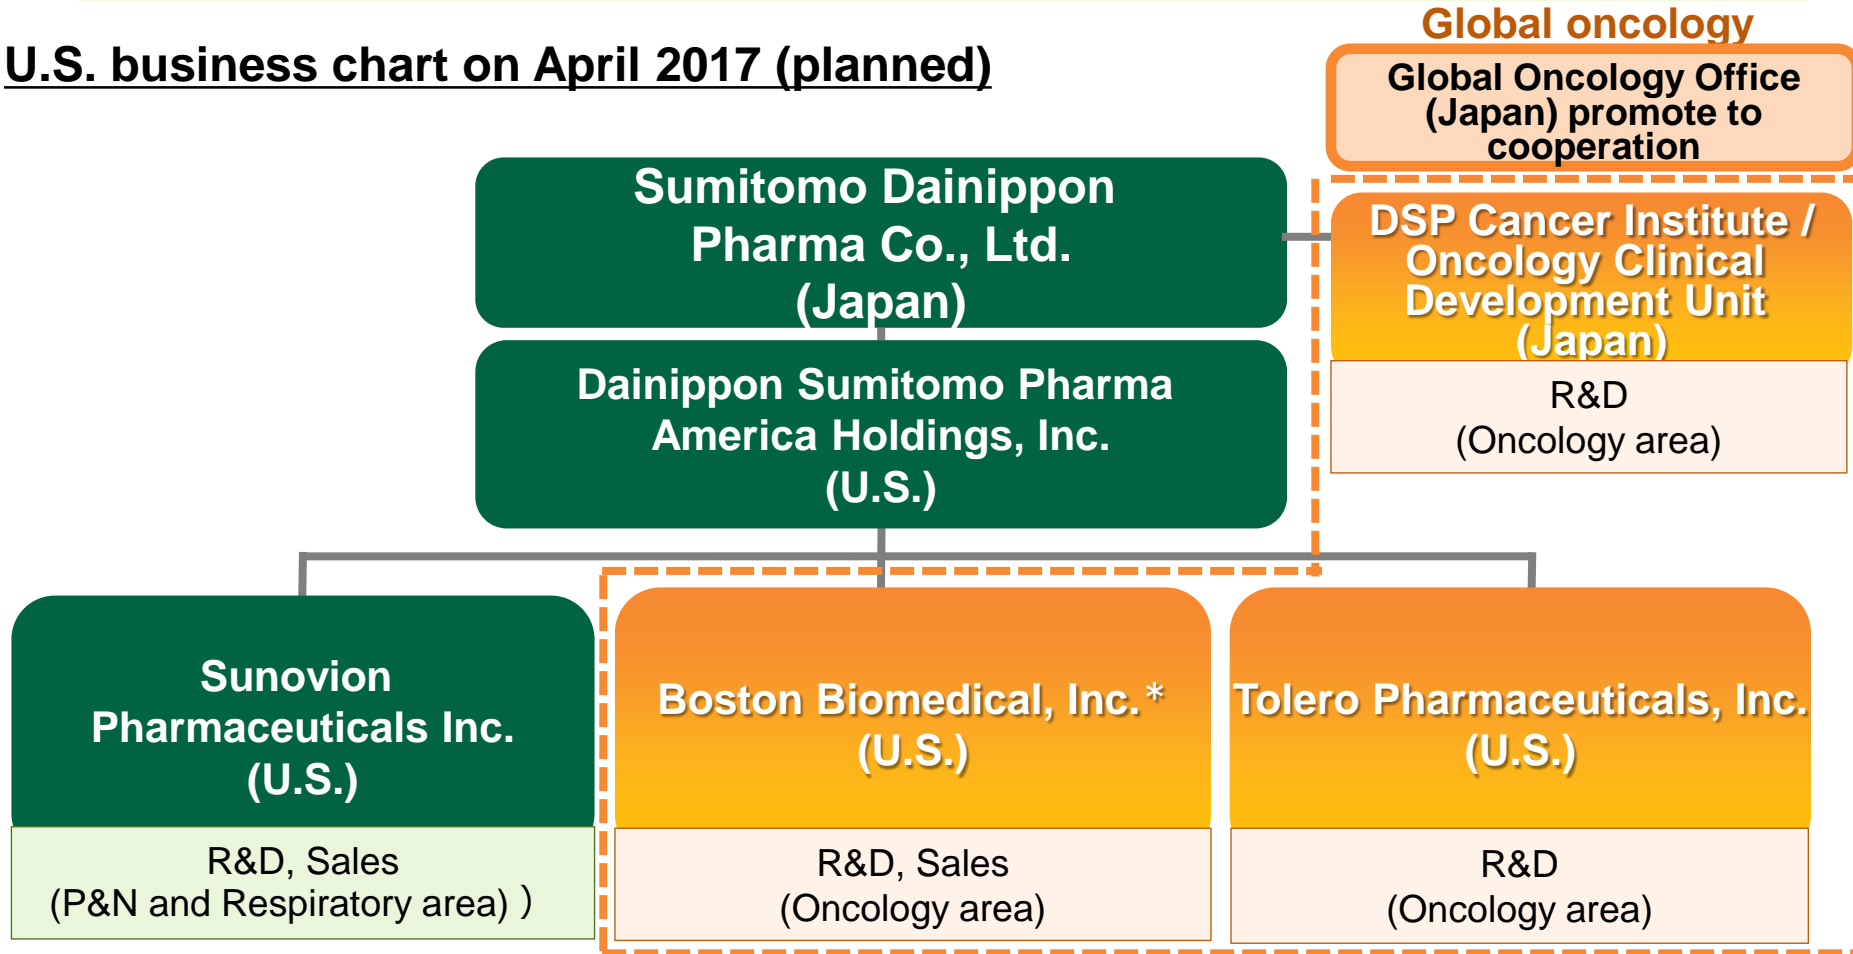 Global oncology
U.S. business chart on April 2017 (planned)
Global Oncology Office
(Japan) promote to
cooperation
Sumitomo Dainippon
Pharma Co., Ltd.
(Japan)
DSP Cancer Institute /
Oncology Clinical
Development Unit
(Japan)
R&D
(Oncology area)
Dainippon Sumitomo Pharma
America Holdings, Inc.
(U.S.)
Sunovion
Pharmaceuticals Inc.
(U.S.)
R&D, Sales
(P&N and Respiratory area) )
Boston Biomedical, Inc.*
(U.S.)
R&D, Sales
(Oncology area)
Tolero Pharmaceuticals, Inc.
(U.S.)
R&D
(Oncology area)